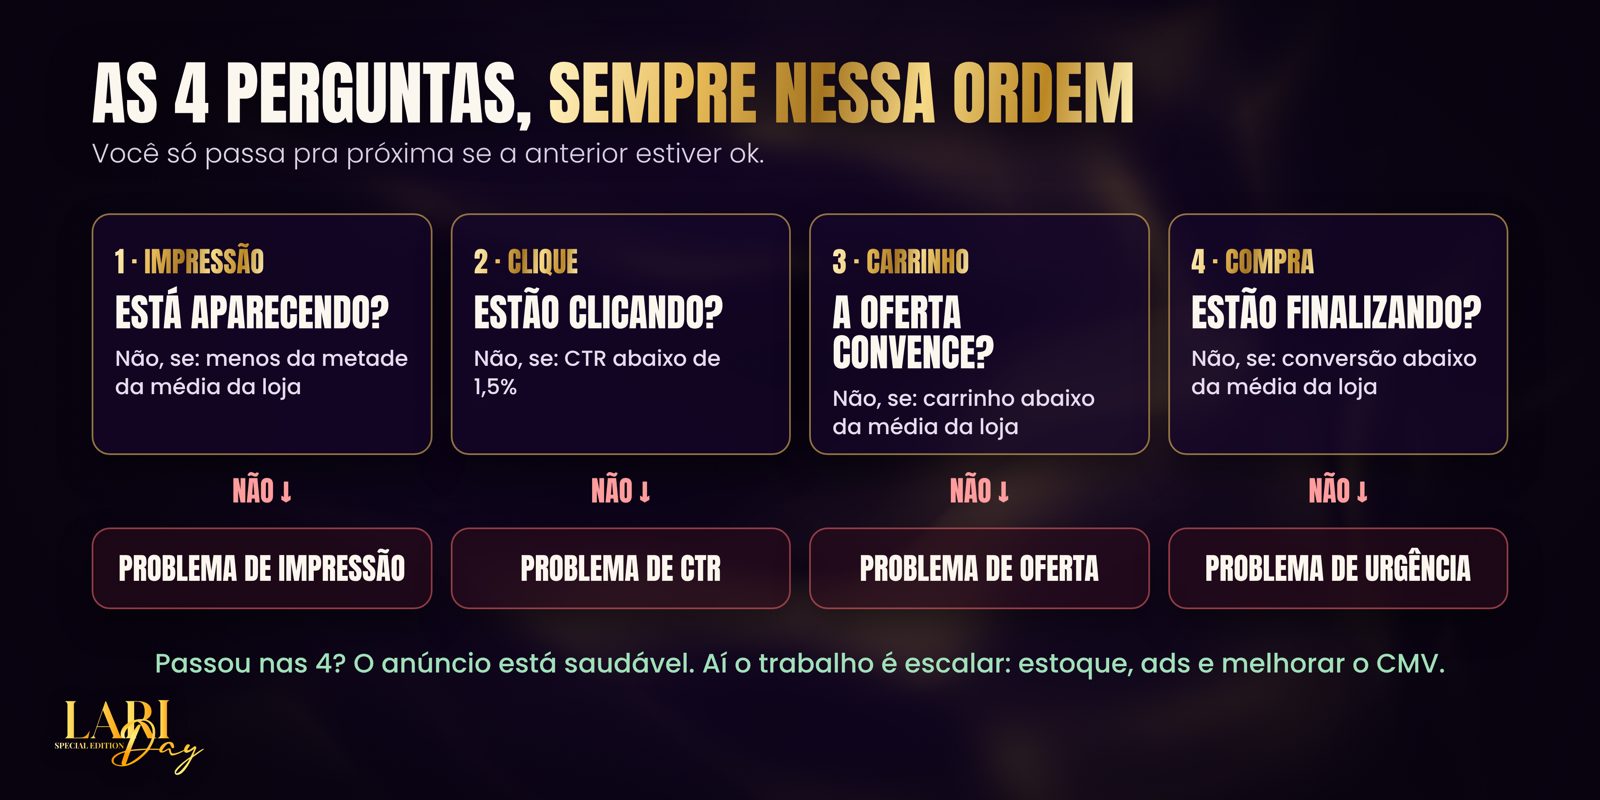 AS 4 PERGUNTAS, SEMPRE NESSA ORDEM
Você só passa pra próxima se a anterior estiver ok.
1 · IMPRESSÃO
ESTÁ APARECENDO?
Não, se: menos da metade
da média da loja
2 · CLIQUE
ESTÃO CLICANDO?
Não, se: CTR abaixo de
1,5%
3 · CARRINHO
A OFERTA
CONVENCE?
Não, se: carrinho abaixo
da média da loja
4 · COMPRA
ESTÃO FINALIZANDO?
Não, se: conversão abaixo
da média da loja
NÃO ↓
NÃO ↓
NÃO ↓
NÃO ↓
PROBLEMA DE IMPRESSÃO
PROBLEMA DE CTR
PROBLEMA DE OFERTA
PROBLEMA DE URGÊNCIA
Passou nas 4? O anúncio está saudável. Aí o trabalho é escalar: estoque, ads e melhorar o CMV.
LARI
SPECIAL EDITION Day